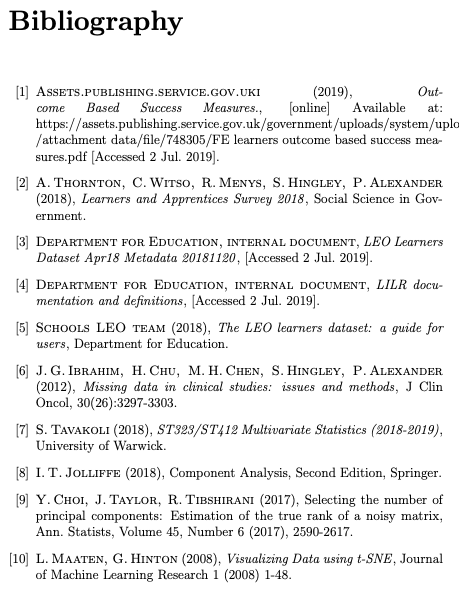 Bibliography
[1] Assets.publishing.service.gov.uki (2019), Out-
come Based Success Measures., [online] Available at:
https://assets.publishing.service.gov.uk/government/uploads/system/uplo
/attachment data/file/748305/FE learners outcome based success mea-
sures.pdf [Accessed 2 Jul. 2019].
[2] A. Thornton, C. Witso, R. Menys, S. Hingley, P. Alexander
(2018), Learners and Apprentices Survey 2018, Social Science in Gov-
ernment.
[3] Department for Education, internal document, LEO Learners
Dataset Apr18 Metadata 20181120, [Accessed 2 Jul. 2019].
[4] Department for Education, internal document, LILR docu-
mentation and definitions, [Accessed 2 Jul. 2019].
[5] Schools LEO team (2018), The LEO learners dataset: a guide for
users, Department for Education.
[6] J. G. Ibrahim, H. Chu, M. H. Chen, S. Hingley, P. Alexander
(2012), Missing data in clinical studies: issues and methods, J Clin
Oncol, 30(26):3297-3303.
[7] S. Tavakoli (2018), ST323/ST412 Multivariate Statistics (2018-2019),
University of Warwick.
[8] I. T. Jolliffe (2018), Component Analysis, Second Edition, Springer.
[9] Y. Choi, J. Taylor, R. Tibshirani (2017), Selecting the number of
principal components: Estimation of the true rank of a noisy matrix,
Ann. Statists, Volume 45, Number 6 (2017), 2590-2617.
[10] L. Maaten, G. Hinton (2008), Visualizing Data using t-SNE, Journal
of Machine Learning Research 1 (2008) 1-48.